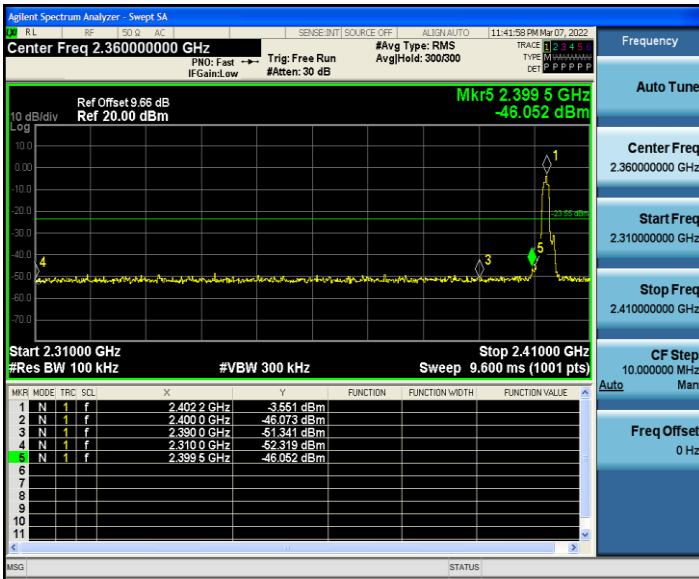 Agilent Spectrum Analyzer - Swept SA
RL RF 50 Ω AC SENSE:INT SOURCE OFF ALIGN AUTO 11:41:58 PM Mar 07, 2022
Center Freq 2.360000000 GHz
#Avg Type: RMS
TRACE 1 2 3 4 5 6
PNO: Fast
Trig: Free Run
Avg|Hold: 300/300
TYPE M
IFGain:Low
#Atten: 30 dB
DET P P P P P P
Mkr5 2.399 5 GHz
-46.052 dBm
Ref Offset 9.66 dB
10 dB/div
Ref 20.00 dBm
Log
10.0
0.00
-10.0
-20.0
-30.0
-40.0
-50.0
-60.0
-70.0
1
-23.55 dBm
5
3
4
Start 2.31000 GHz
Stop 2.41000 GHz
#Res BW 100 kHz
#VBW 300 kHz
Sweep 9.600 ms (1001 pts)
MKR MODE TRC SCL X Y FUNCTION FUNCTION WIDTH FUNCTION VALUE
1 N 1 f 2.402 2 GHz -3.551 dBm
2 N 1 f 2.400 0 GHz -46.073 dBm
3 N 1 f 2.390 0 GHz -51.341 dBm
4 N 1 f 2.310 0 GHz -52.319 dBm
5 N 1 f 2.399 5 GHz -46.052 dBm
6
7
8
9
10
11
MSG
STATUS
Frequency
Auto Tune
Center Freq
2.360000000 GHz
Start Freq
2.310000000 GHz
Stop Freq
2.410000000 GHz
CF Step
10.000000 MHz
Auto Man
Freq Offset
0 Hz